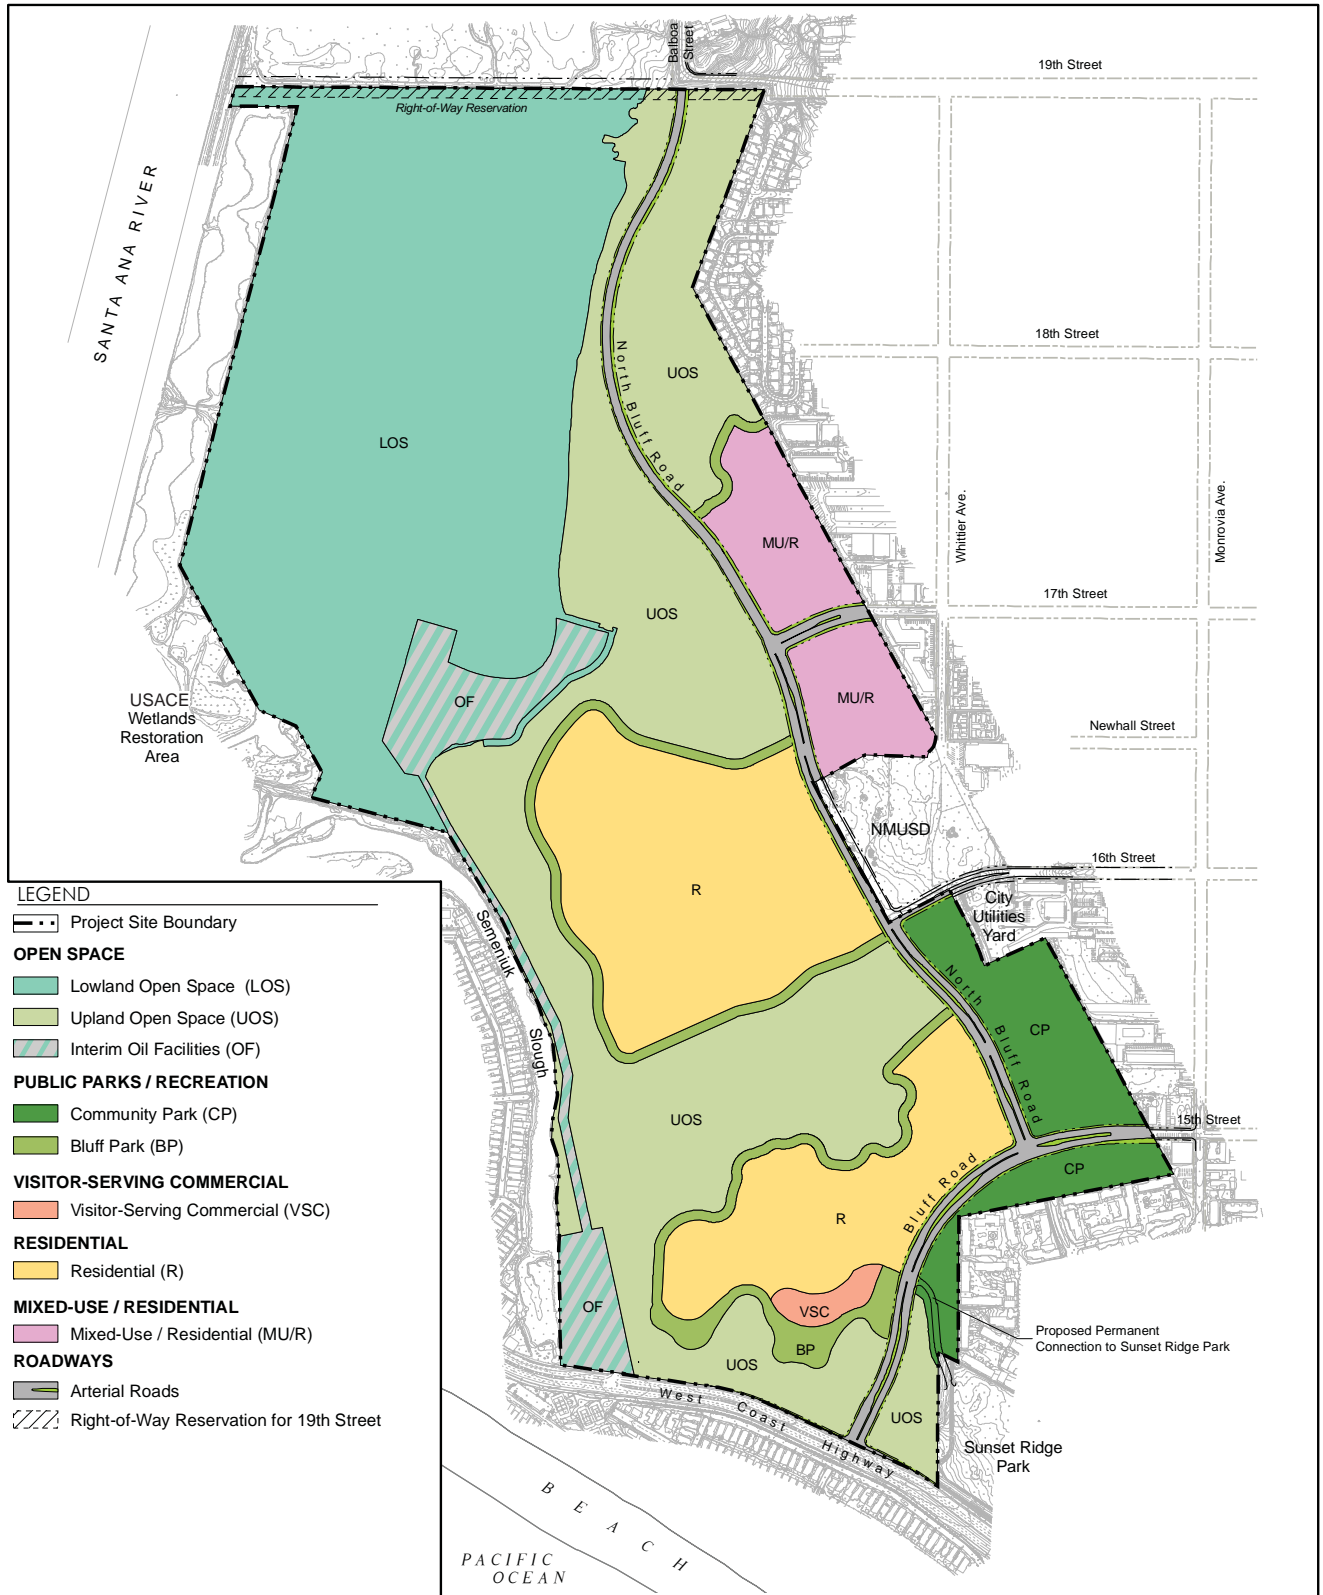 Balboa
Street
19th Street
Right-of-Way Reservation
SANTA ANA RIVER
18th Street
UOS
North Bluff Road
LOS
Whittier Ave.
Monrovia Ave.
MU/R
17th Street
UOS
OF
MU/R
USACE
Wetlands
Restoration
Area
Newhall Street
NMUSD
16th Street
R
City
Utilities
Yard
Semeniuk
Slough
North
Bluff Road
CP
UOS
15th Street
CP
Bluff Road
R
VSC
OF
BP
UOS
Proposed Permanent
Connection to Sunset Ridge Park
West Coast Highway
UOS
Sunset Ridge
Park
BEACH
PACIFIC
OCEAN
LEGEND
Project Site Boundary
OPEN SPACE
Lowland Open Space (LOS)
Upland Open Space (UOS)
Interim Oil Facilities (OF)
PUBLIC PARKS / RECREATION
Community Park (CP)
Bluff Park (BP)
VISITOR-SERVING COMMERCIAL
Visitor-Serving Commercial (VSC)
RESIDENTIAL
Residential (R)
MIXED-USE / RESIDENTIAL
Mixed-Use / Residential (MU/R)
ROADWAYS
Arterial Roads
Right-of-Way Reservation for 19th Street